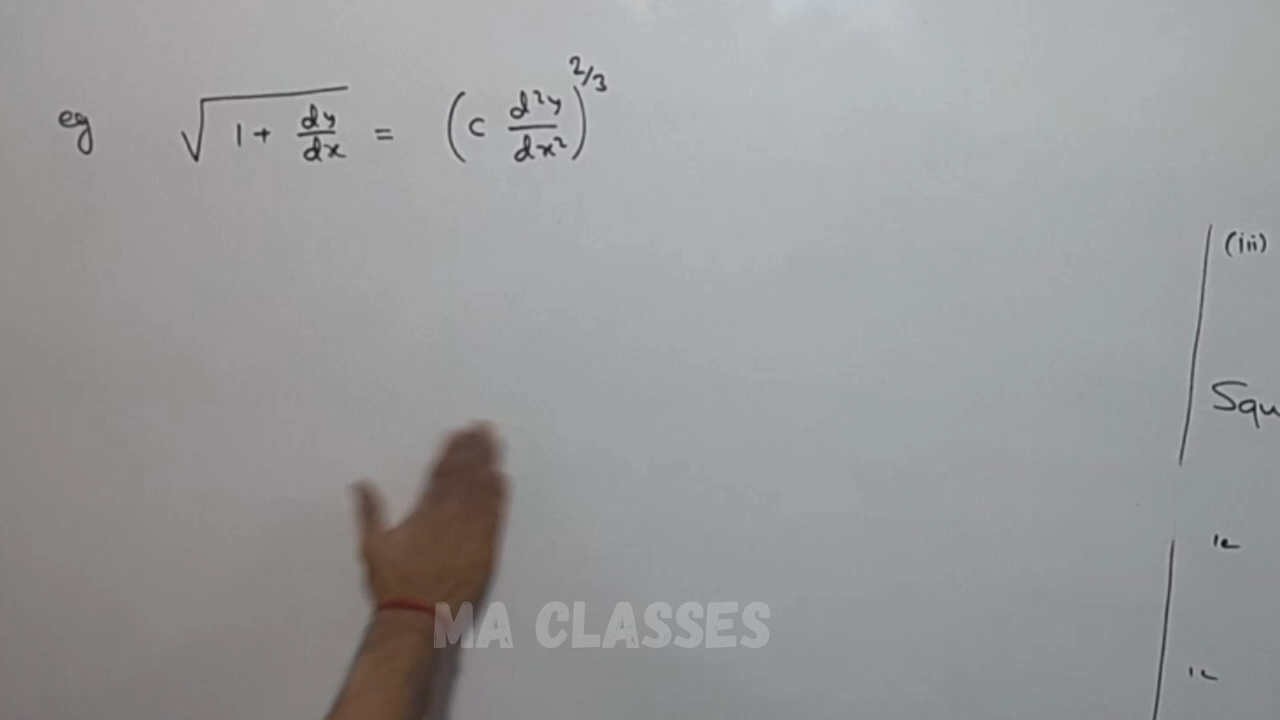 eg √(1 + dy/dx) = (c d²y/dx²)^2/3
(iii)
Squ
MA CLASSES